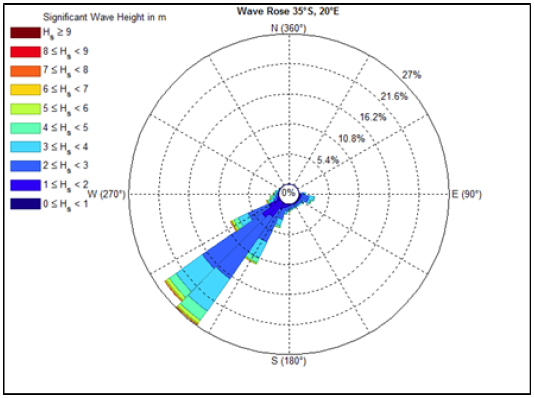 Wave Rose 35°S, 20°E
Significant Wave Height in m
Hs ≥ 9
8 ≤ Hs < 9
7 ≤ Hs < 8
6 ≤ Hs < 7
5 ≤ Hs < 6
4 ≤ Hs < 5
3 ≤ Hs < 4
2 ≤ Hs < 3
1 ≤ Hs < 2
0 ≤ Hs < 1
N (360°)
27%
21.6%
16.2%
10.8%
5.4%
0%
W (270°)
E (90°)
S (180°)